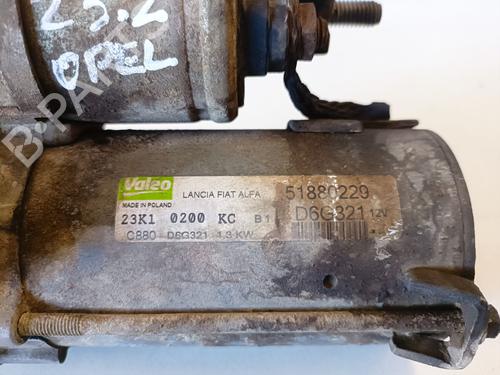 23.2
OPEL
B-PARTS
Valeo
MADE IN POLAND
LANCIA FIAT ALFA
51880229
23K1 0200 KC B1
D6G321 12V
C880 - D6G321 1.3 KW